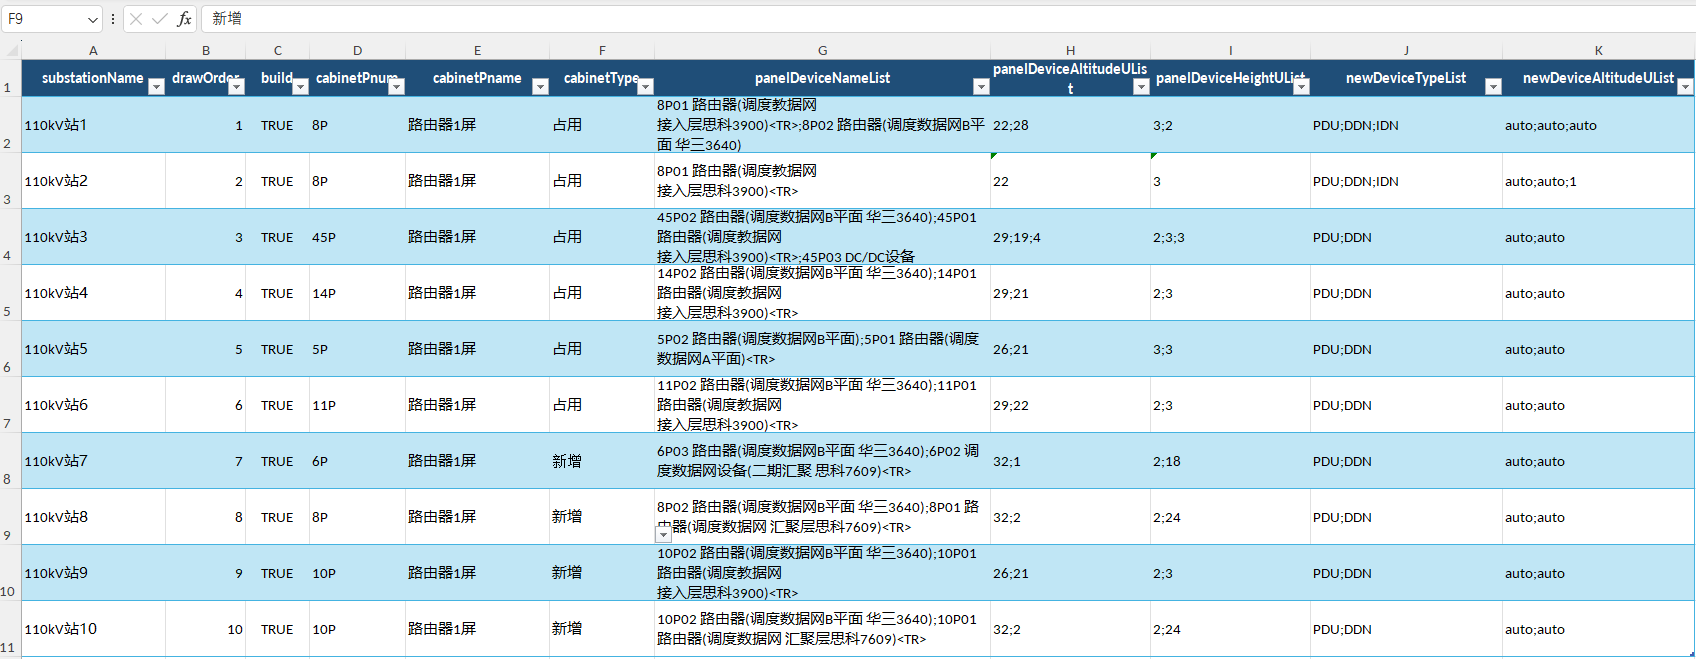 F9 fx 新增
A B C D E F G H I J K
1 substationName drawOrder build cabinetPnum cabinetPname cabinetType panelDeviceNameList panelDeviceAltitudeULis
t panelDeviceHeightUList newDeviceTypeList newDeviceAltitudeUList
2 110kV站1 1 TRUE 8P 路由器1屏 占用 8P01 路由器(调度教据网
接入层思科3900)<TR>;8P02 路由器(调度数据网B平
面 华三3640) 22;28 3;2 PDU;DDN;IDN auto;auto;auto
3 110kV站2 2 TRUE 8P 路由器1屏 占用 8P01 路由器(调度教据网
接入层思科3900)<TR> 22 3 PDU;DDN;IDN auto;auto;1
4 110kV站3 3 TRUE 45P 路由器1屏 占用 45P02 路由器(调度数据网B平面 华三3640);45P01
路由器(调度教据网
接入层思科3900)<TR>;45P03 DC/DC设备 29;19;4 2;3;3 PDU;DDN auto;auto
5 110kV站4 4 TRUE 14P 路由器1屏 占用 14P02 路由器(调度数据网B平面 华三3640);14P01
路由器(调度教据网
接入层思科3900)<TR> 29;21 2;3 PDU;DDN auto;auto
6 110kV站5 5 TRUE 5P 路由器1屏 占用 5P02 路由器(调度数据网B平面);5P01 路由器(调度
数据网A平面)<TR> 26;21 3;3 PDU;DDN auto;auto
7 110kV站6 6 TRUE 11P 路由器1屏 占用 11P02 路由器(调度数据网B平面 华三3640);11P01
路由器(调度教据网
接入层思科3900)<TR> 29;22 2;3 PDU;DDN auto;auto
8 110kV站7 7 TRUE 6P 路由器1屏 新增 6P03 路由器(调度数据网B平面 华三3640);6P02 调
度数据网设备(二期汇聚 思科7609)<TR> 32;1 2;18 PDU;DDN auto;auto
9 110kV站8 8 TRUE 8P 路由器1屏 新增 8P02 路由器(调度数据网B平面 华三3640);8P01 路
由器(调度数据网 汇聚层思科7609)<TR> 32;2 2;24 PDU;DDN auto;auto
10 110kV站9 9 TRUE 10P 路由器1屏 新增 10P02 路由器(调度数据网B平面 华三3640);10P01
路由器(调度教据网
接入层思科3900)<TR> 26;21 2;3 PDU;DDN auto;auto
11 110kV站10 10 TRUE 10P 路由器1屏 新增 10P02 路由器(调度数据网B平面 华三3640);10P01
路由器(调度数据网 汇聚层思科7609)<TR> 32;2 2;24 PDU;DDN auto;auto